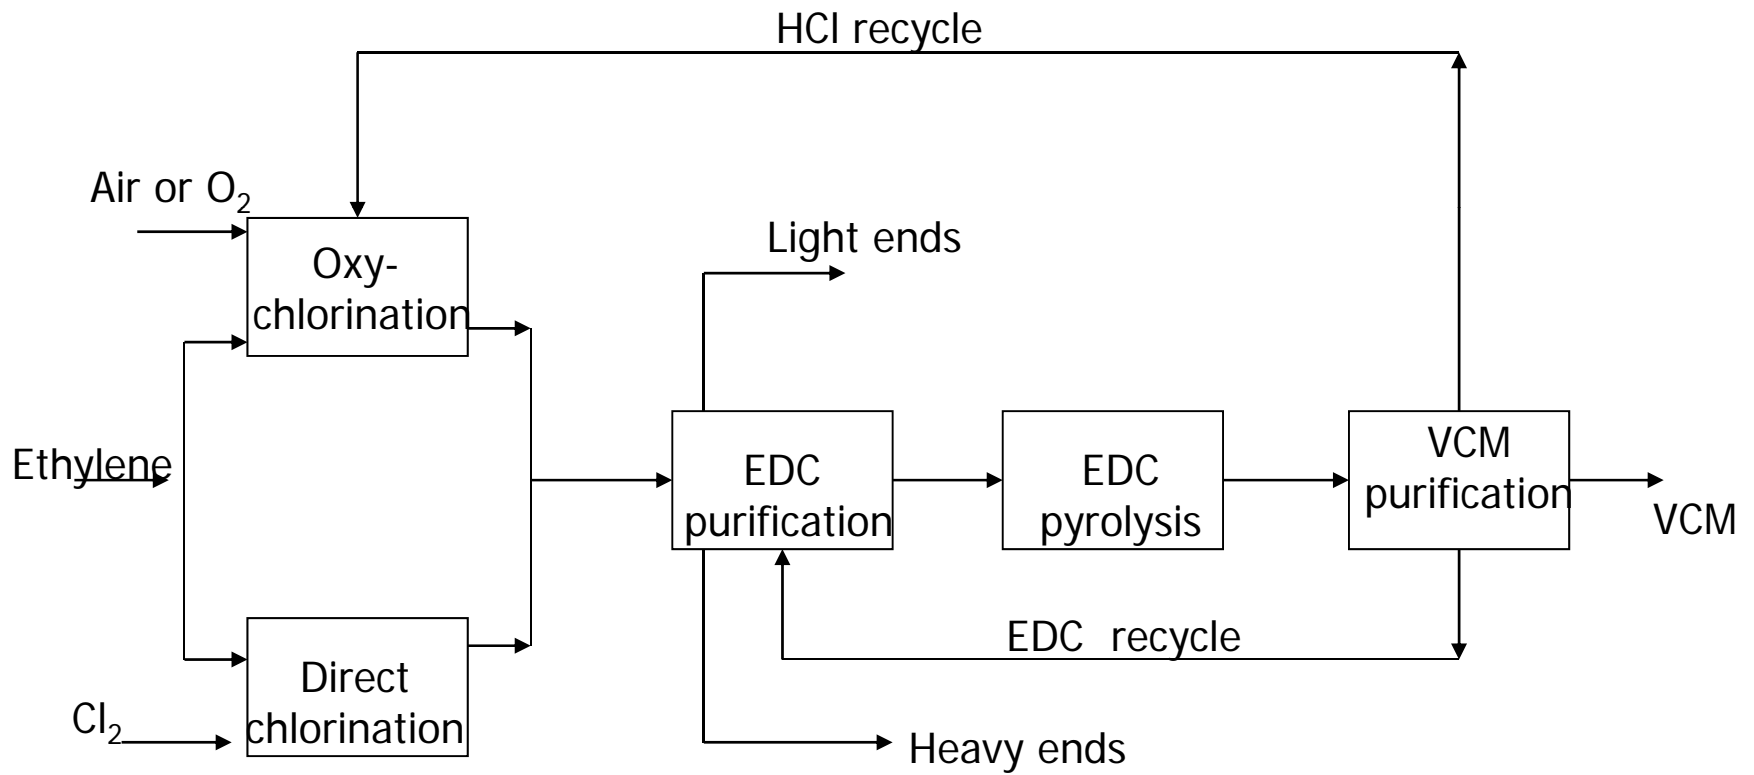 HCl recycle
Air or O₂
Oxy-
chlorination
Light ends
Ethylene
EDC
purification
EDC
pyrolysis
VCM
purification
VCM
EDC recycle
Direct
chlorination
Cl₂
Heavy ends